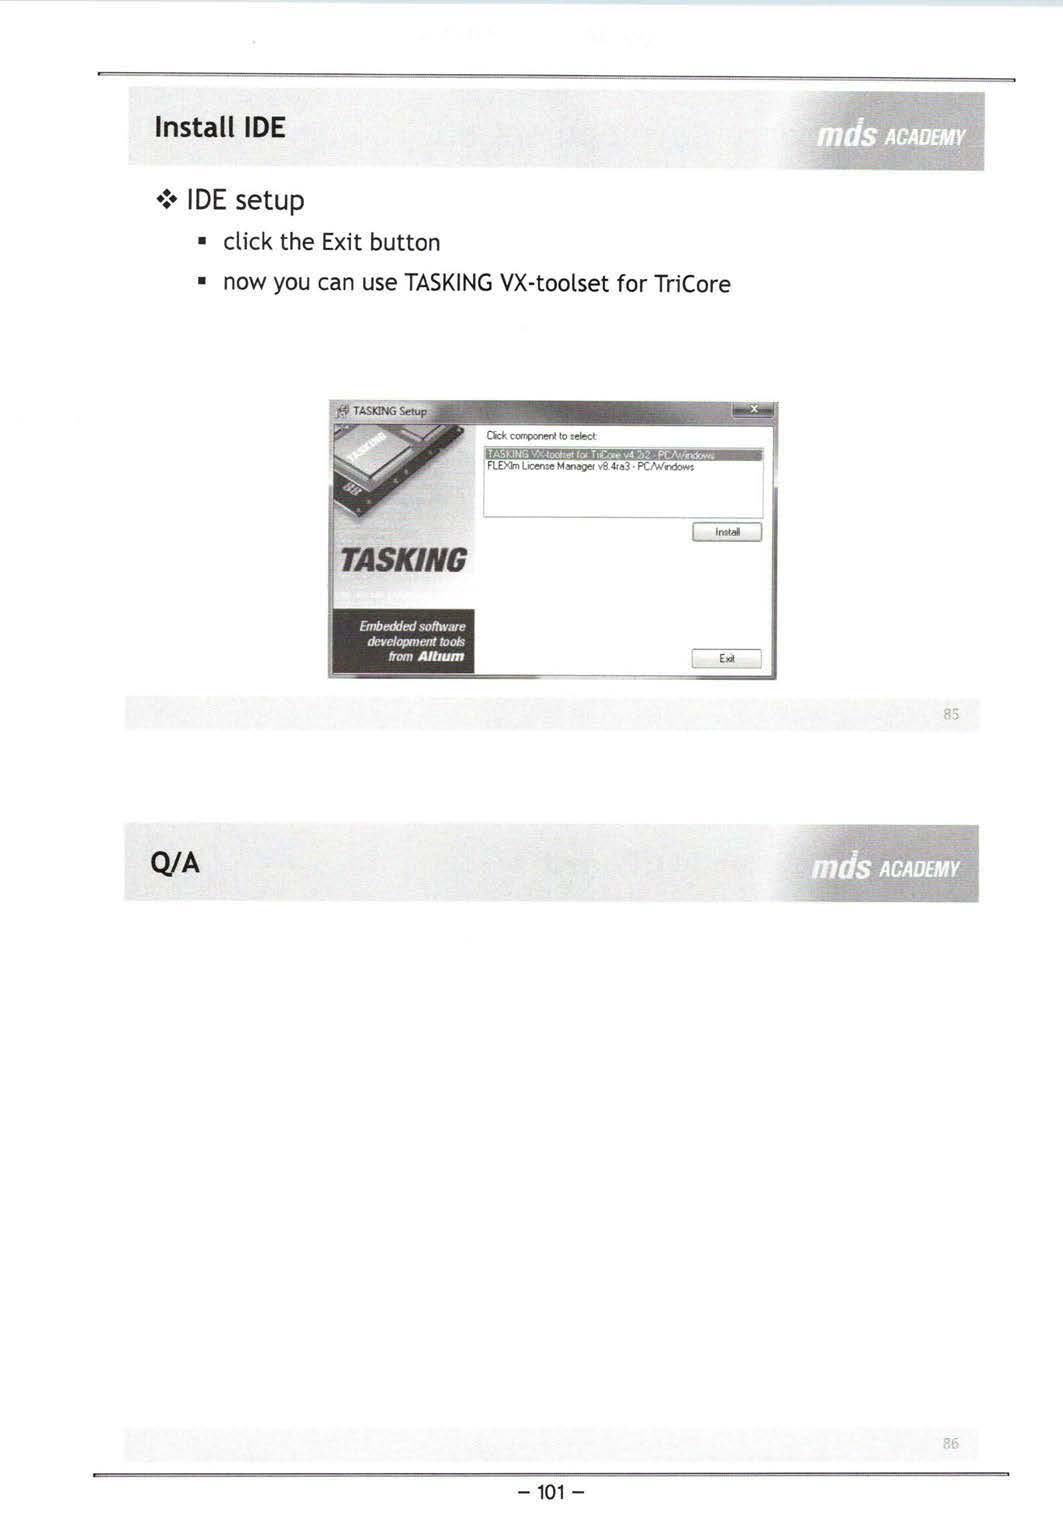 Install IDE
mds ACADEMY
❖ IDE setup
▪ click the Exit button
▪ now you can use TASKING VX-toolset for TriCore
TASKING Setup
X
Click component to select:
TASKING VX-toolset for TriCore v4.2r2 - PC/Windows
FLEXlm License Manager v8.4ra3 - PC/Windows
Install
TASKING
Embedded software
development tools
from Altium
Exit
85
Q/A
mds ACADEMY
86
- 101 -